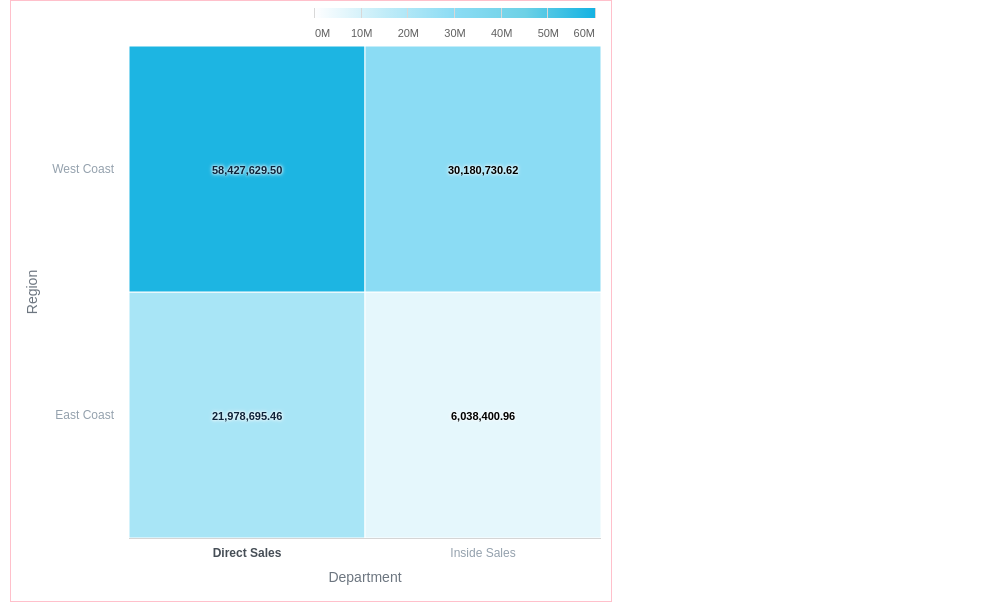 0M 10M 20M 30M 40M 50M 60M
West Coast
58,427,629.50
30,180,730.62
Region
East Coast
21,978,695.46
6,038,400.96
Direct Sales
Inside Sales
Department